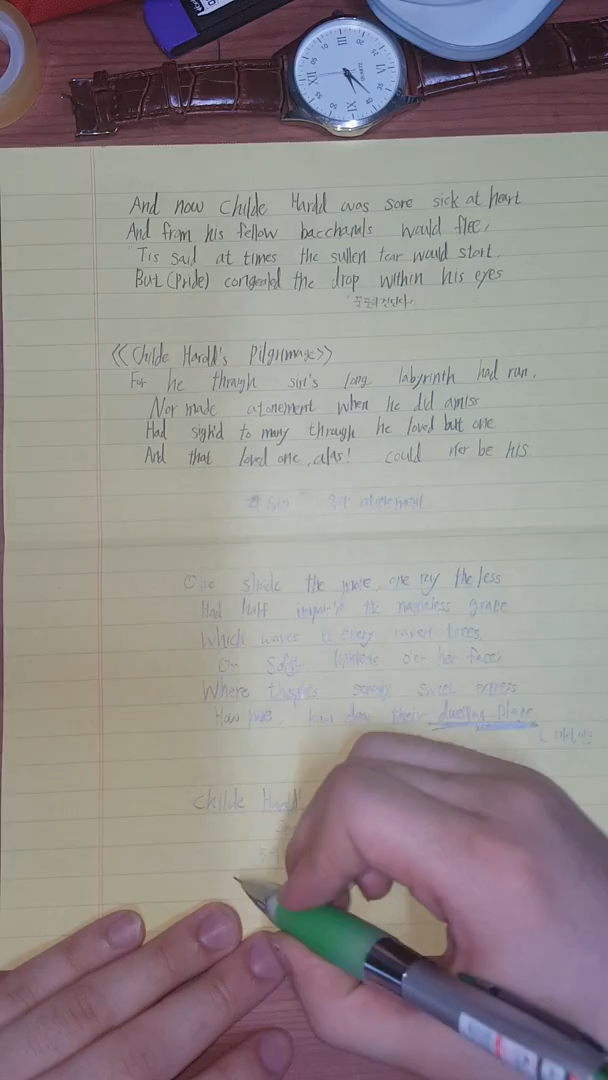 And now Childe Harold was sore sick at heart
And from his fellow bacchanals would flee,
'Tis said at times the sullen tear would start.
But (Pride) congealed the drop within his eyes
<<Childe Harold's Pilgrimage>>
For he through sin's long labyrinth had run.
Nor made atonement when he did amiss
Had sigh'd to many through he loved but one
And that loved one, alas! could ner be his
One shade the more, one ray the less
Had half impair'd the nameless grace
Which waves in every raven tress,
Or Softly lightens o'er her face;
Where thoughts serenely sweet express
How pure, how dear their dwelling place
Childe Harold'